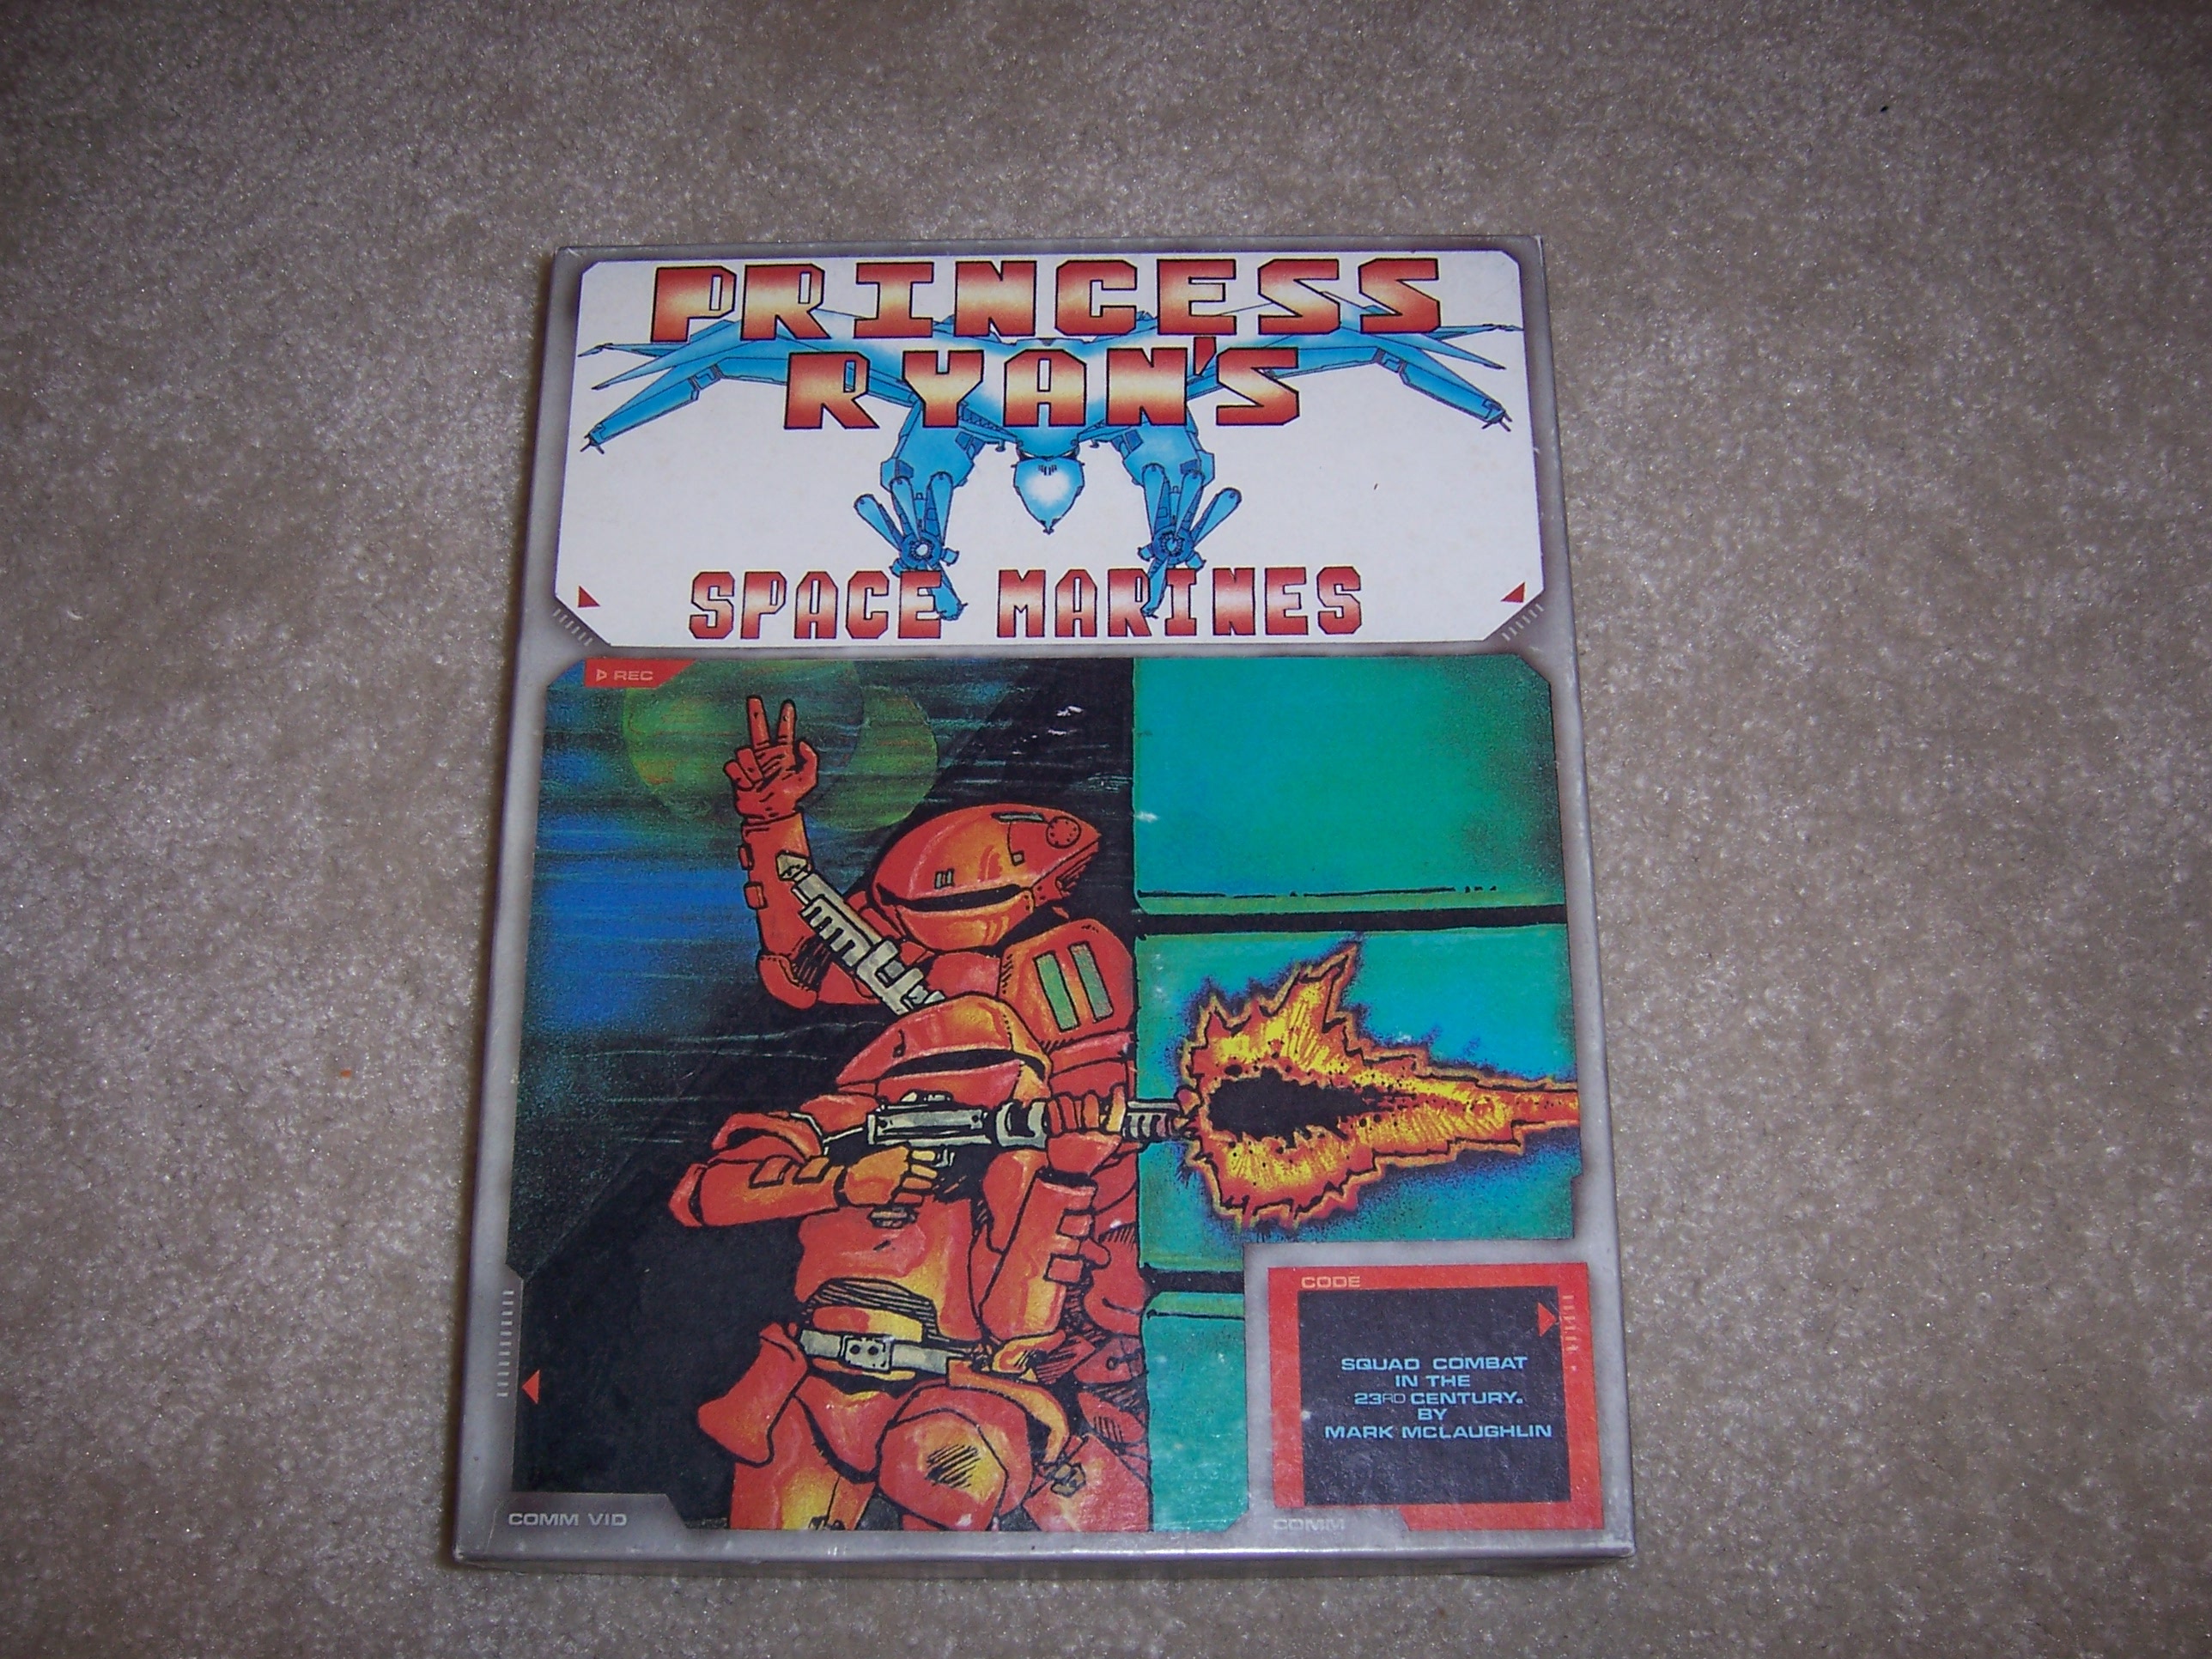 PRINCESS
RYAN'S
SPACE MARINES
REC
CODE
SQUAD COMBAT
IN THE
23RD CENTURY.
BY
MARK MCLAUGHLIN
COMM VID
COMM